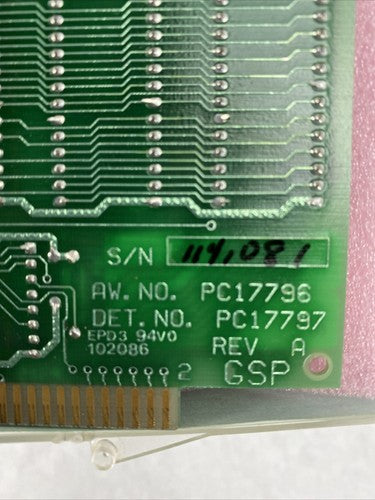 S/N 114,081
AW. NO. PC17796
DET. NO. PC17797
EPD3 94V0
REV A
102086
2
GSP